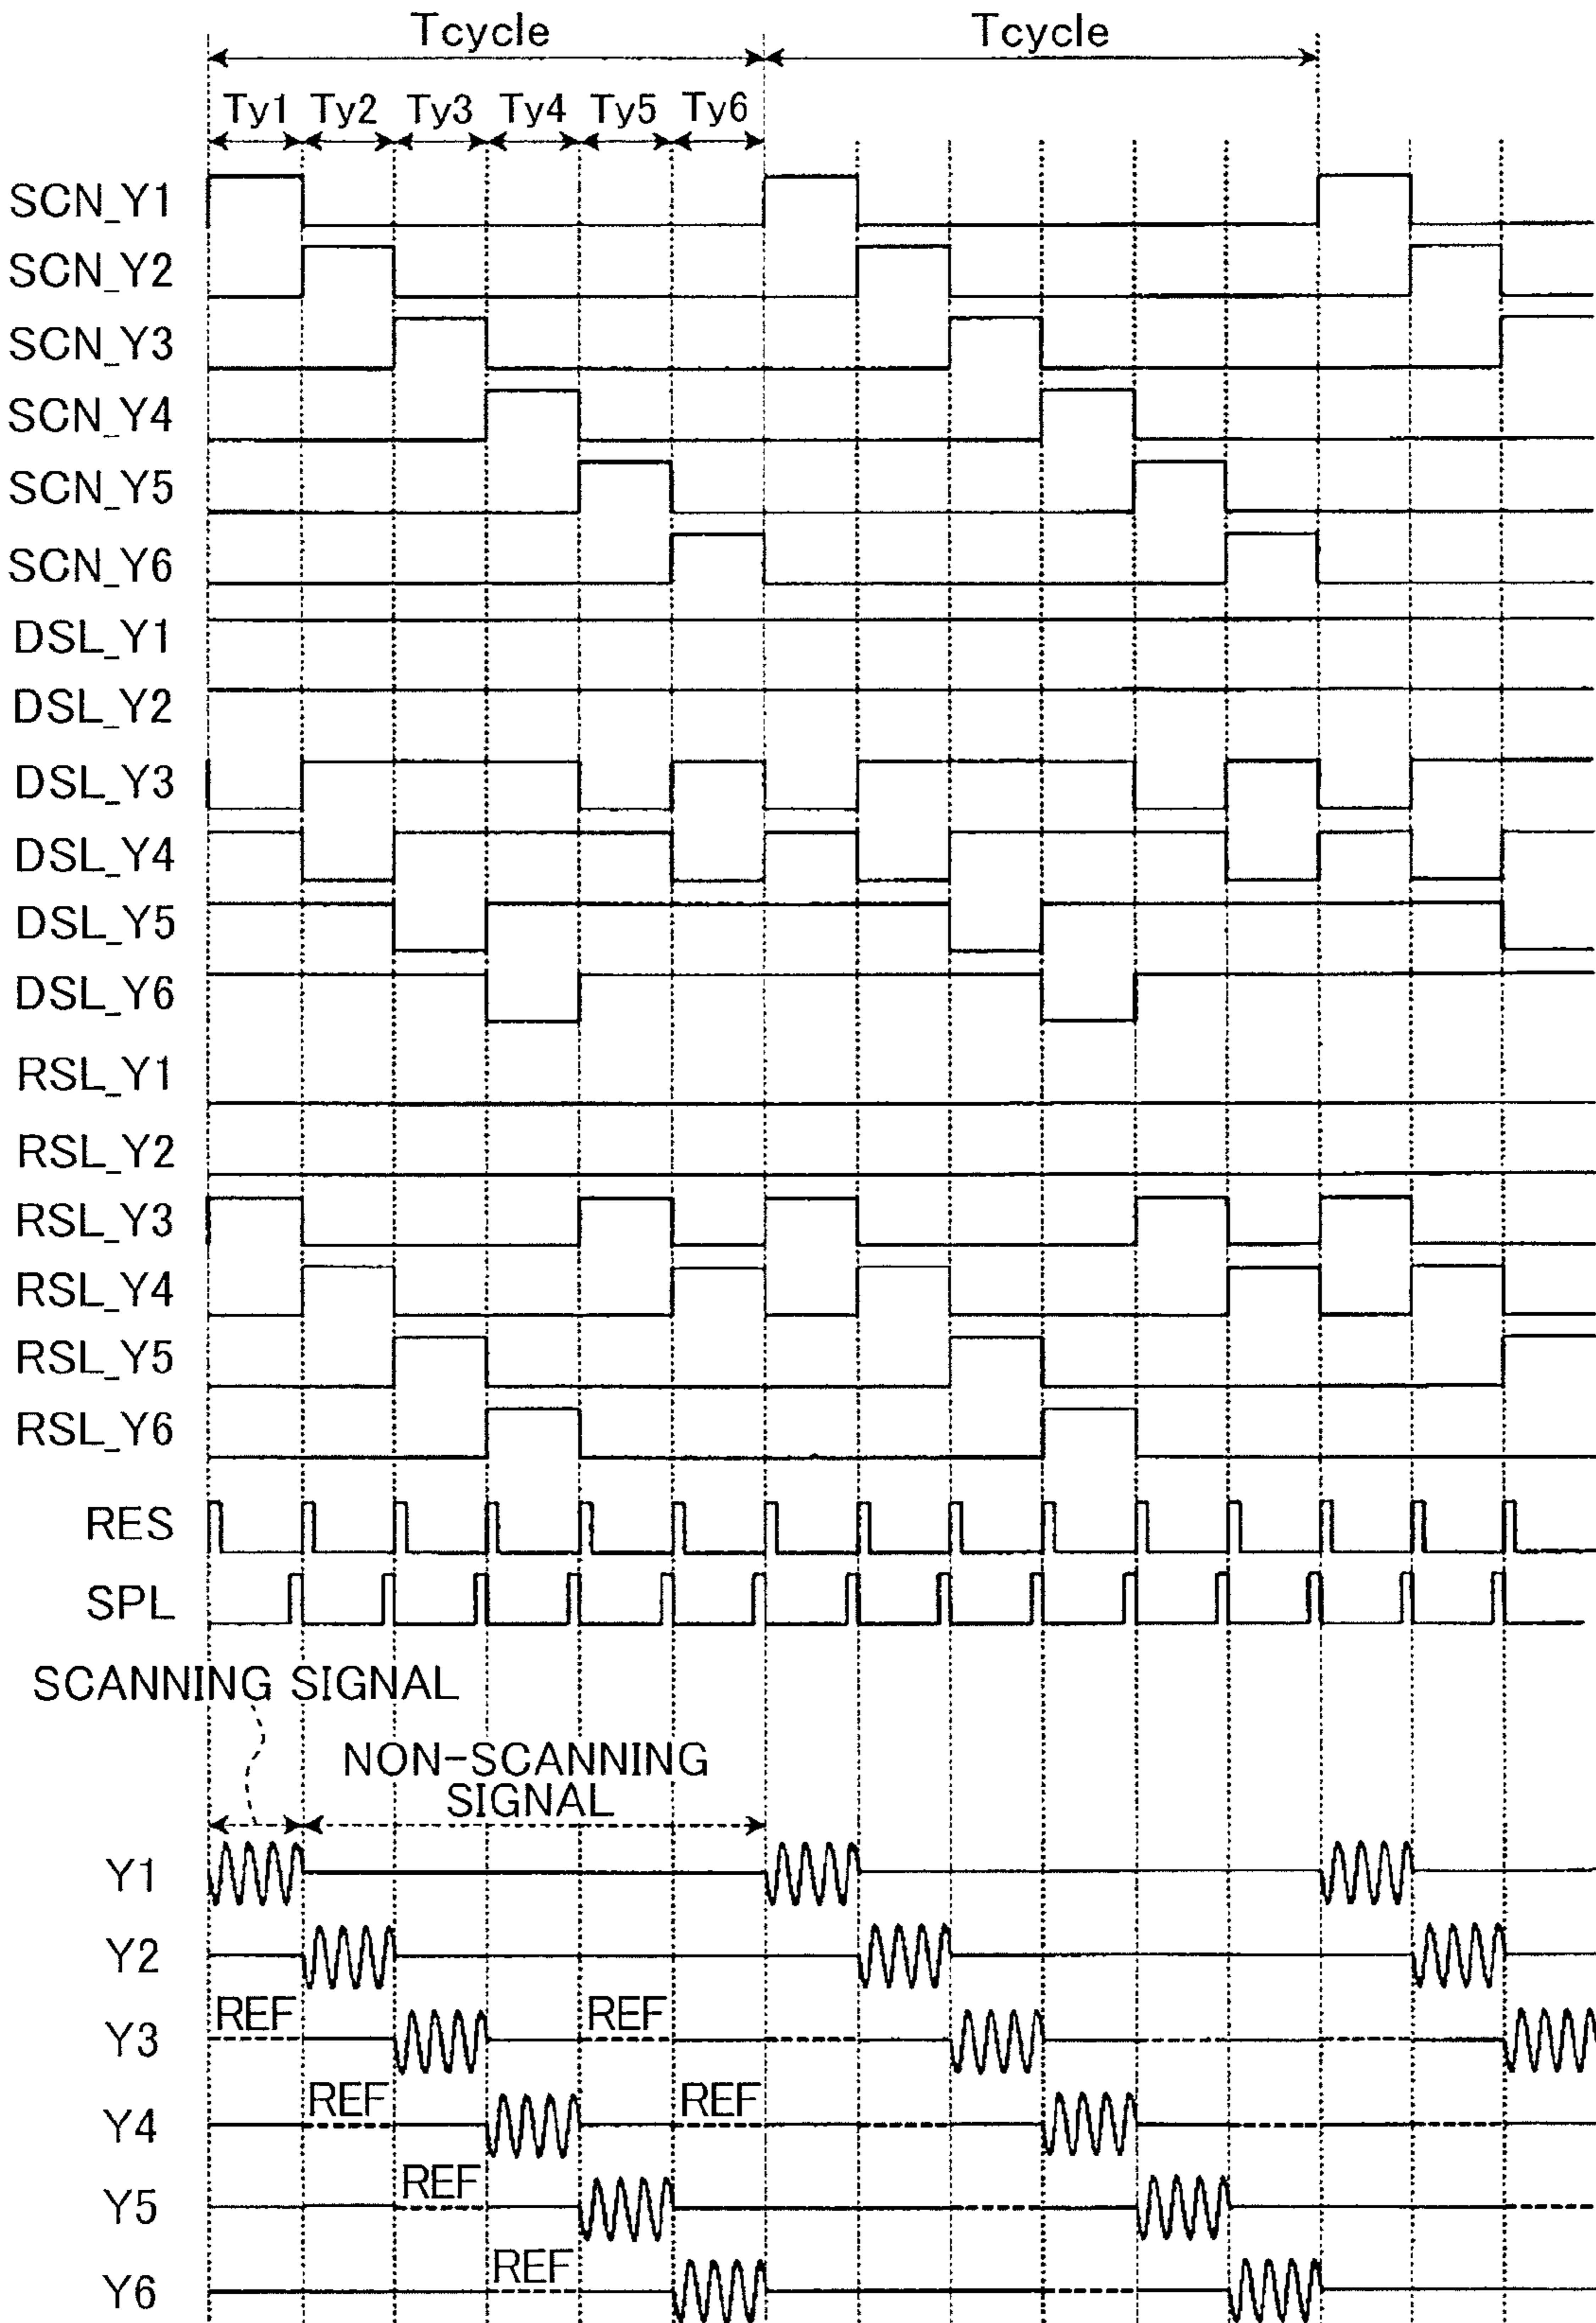 Tcycle Tcycle
Ty1 Ty2 Ty3 Ty4 Ty5 Ty6
SCN_Y1
SCN_Y2
SCN_Y3
SCN_Y4
SCN_Y5
SCN_Y6
DSL_Y1
DSL_Y2
DSL_Y3
DSL_Y4
DSL_Y5
DSL_Y6
RSL_Y1
RSL_Y2
RSL_Y3
RSL_Y4
RSL_Y5
RSL_Y6
RES
SPL
SCANNING SIGNAL
NON-SCANNING
SIGNAL
Y1
Y2
Y3 REF REF
Y4 REF REF
Y5 REF
Y6 REF